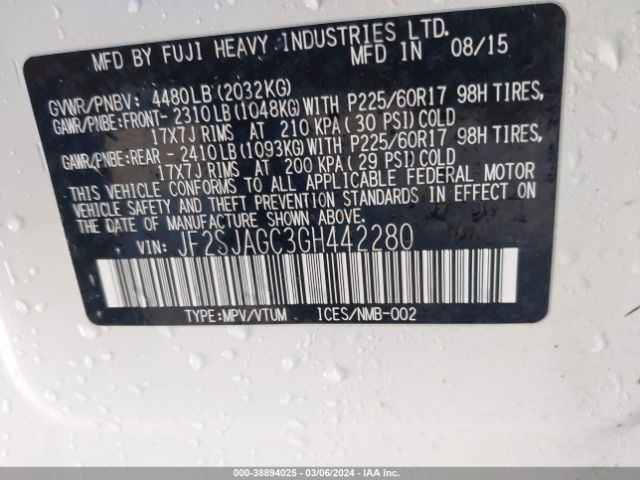 MFD BY FUJI HEAVY INDUSTRIES LTD.
MFD IN 08/15
GVWR/PNBV: 4480LB(2032KG)
GAWR/PNBE:FRONT- 2310LB(1048KG)WITH P225/60R17 98H TIRES,
17X7J RIMS AT 210 KPA(30 PSI)COLD
GAWR/PNBE:REAR - 2410LB(1093KG)WITH P225/60R17 98H TIRES,
17X7J RIMS AT 200 KPA(29 PSI)COLD
THIS VEHICLE CONFORMS TO ALL APPLICABLE FEDERAL MOTOR
VEHICLE SAFETY AND THEFT PREVENTION STANDARDS IN EFFECT ON
THE DATE OF MANUFACTURE SHOWN ABOVE.
VIN: JF2SJAGC3GH442280
TYPE:MPV/VTUM ICES/NMB-002
000-38894025 - 03/06/2024 - IAA Inc.